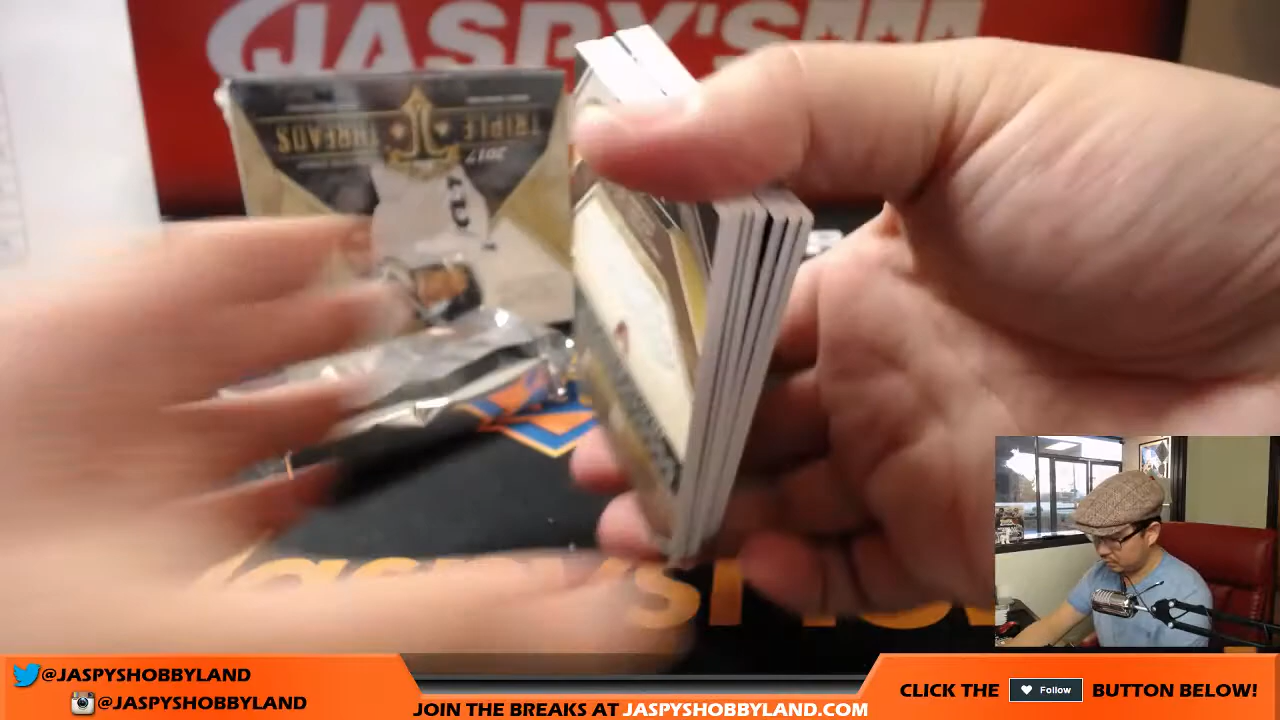 JASPY'S
TRIPLE THREADS
2017
@JASPYSHOBBYLAND
@JASPYSHOBBYLAND
JOIN THE BREAKS AT JASPYSHOBBYLAND.COM
CLICK THE Follow BUTTON BELOW!